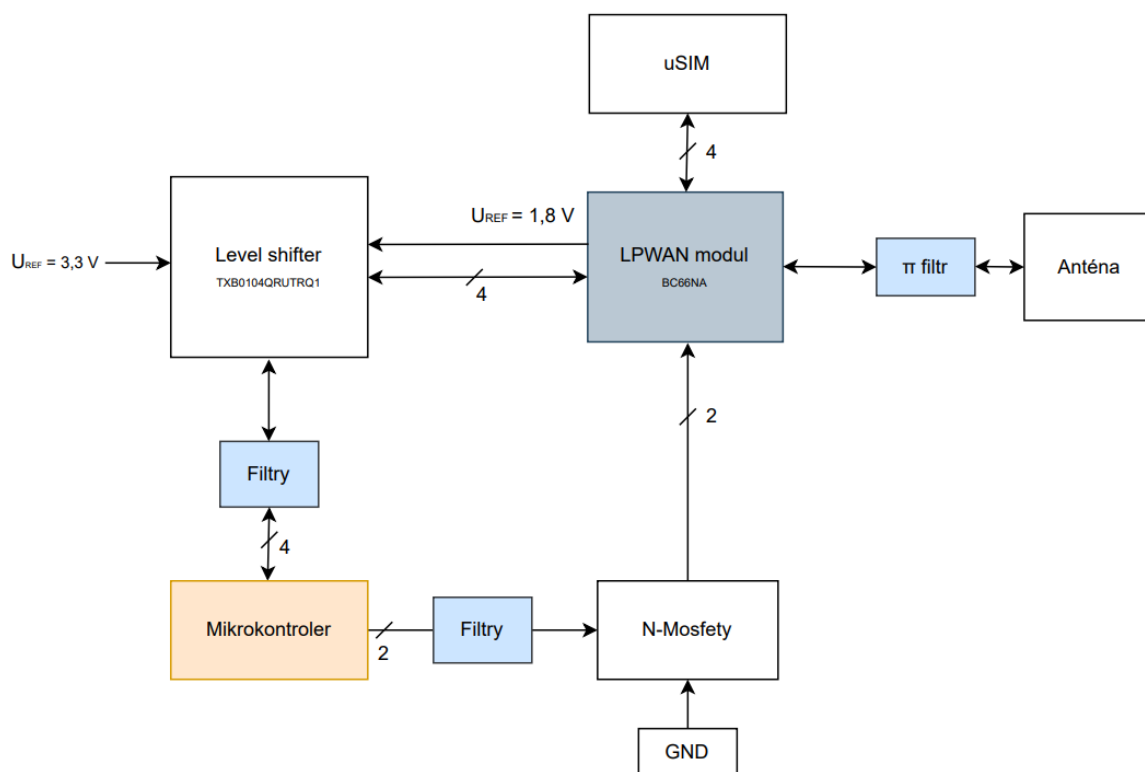 uSIM
4
U_REF = 1,8 V
Level shifter
TXB0104QRUTRQ1
U_REF = 3,3 V
4
LPWAN modul
BC66NA
π filtr
Anténa
2
Filtry
4
Mikrokontroler
2
Filtry
N-Mosfety
GND